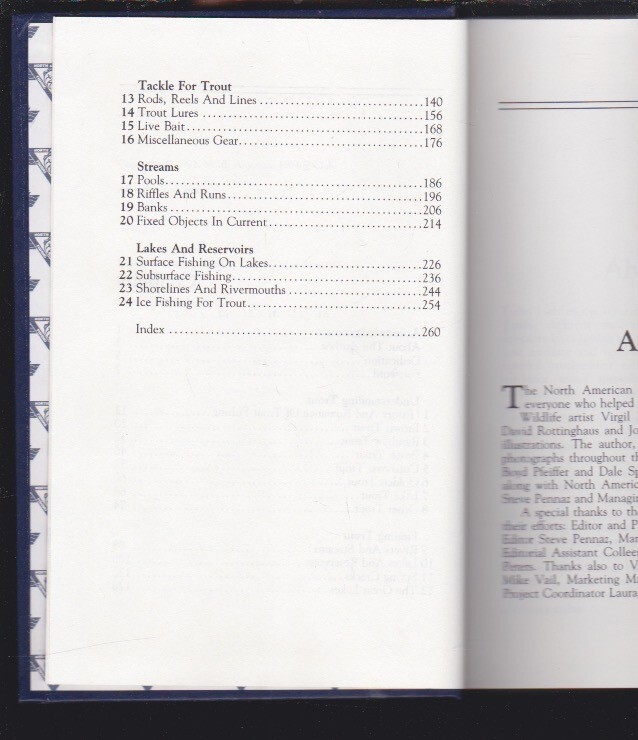 Tackle For Trout
13 Rods, Reels And Lines ................................140
14 Trout Lures ...........................................156
15 Live Bait..............................................168
16 Miscellaneous Gear....................................176
Streams
17 Pools..................................................186
18 Riffles And Runs......................................196
19 Banks .................................................206
20 Fixed Objects In Current..............................214
Lakes And Reservoirs
21 Surface Fishing On Lakes..............................226
22 Subsurface Fishing....................................236
23 Shorelines And Rivermouths ..........................244
24 Ice Fishing For Trout.................................254
Index ....................................................260
A
The North American
everyone who helped
Wildlife artist Virgil
David Rottinghaus and Jo
illustrations. The author,
photographs throughout th
Boyd Pfeiffer and Dale Sp
along with North Americ
Steve Pennaz and Managin
A special thanks to th
their efforts: Editor and P
Editor Steve Pennaz, Man
Editorial Assistant Collee
Peters. Thanks also to V
Mike Vail, Marketing Ma
Project Coordinator Laura